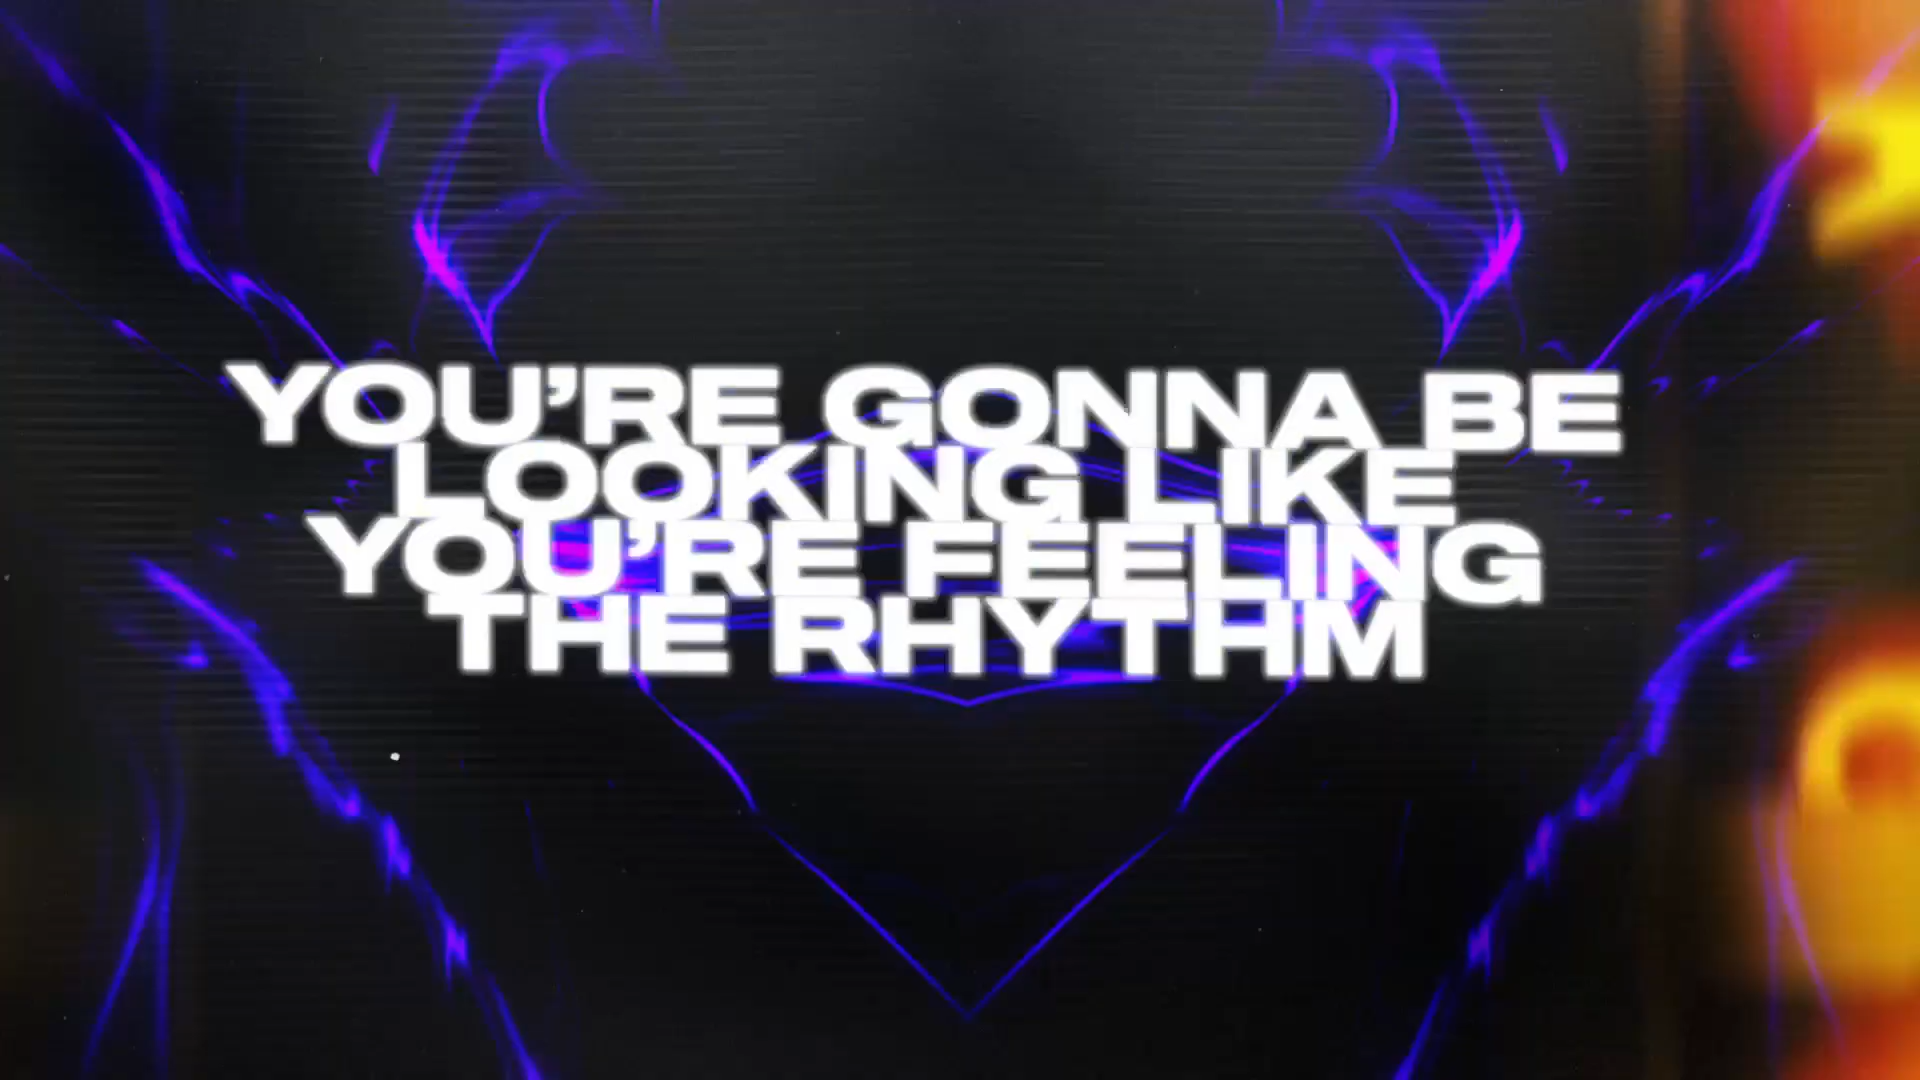 YOU'RE GONNA BE
LOOKING LIKE
YOU'RE FEELING
THE RHYTHM